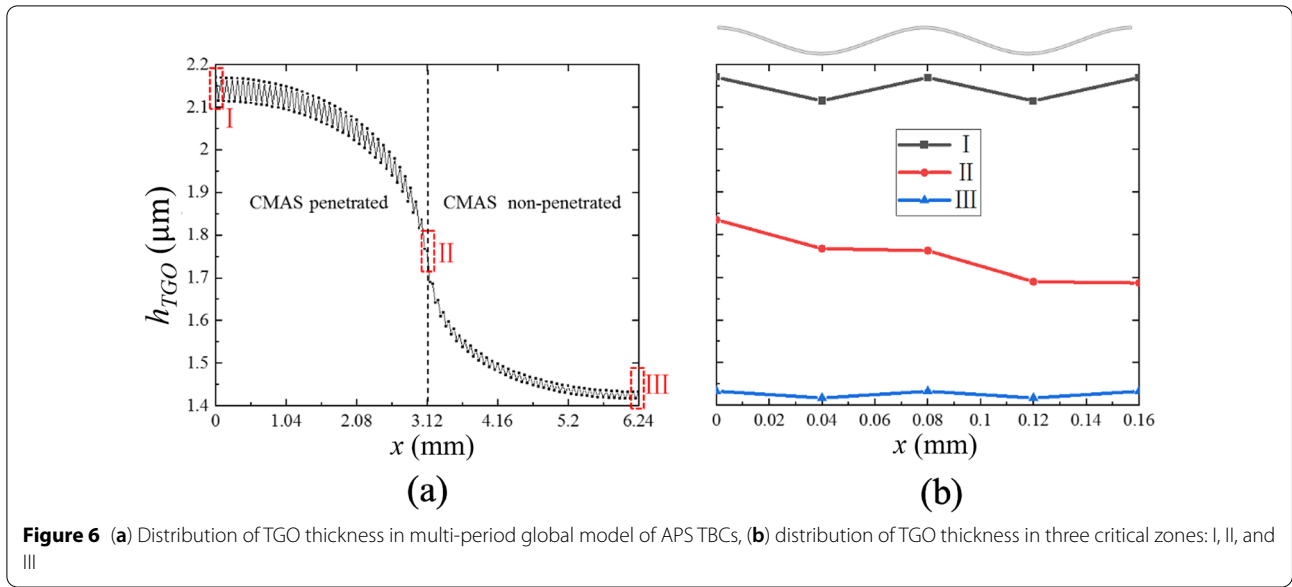 2.2
2.1
2
1.9
1.8
1.7
1.6
1.5
1.4
h_{TGO} (μm)
I
CMAS penetrated
CMAS non-penetrated
II
III
0 1.04 2.08 3.12 4.16 5.2 6.24
x (mm)
(a)
I
II
III
0.00 0.02 0.04 0.06 0.08 0.10 0.12 0.14 0.16
x (mm)
(b)
Figure 6 (a) Distribution of TGO thickness in multi-period global model of APS TBCs, (b) distribution of TGO thickness in three critical zones: I, II, and
III